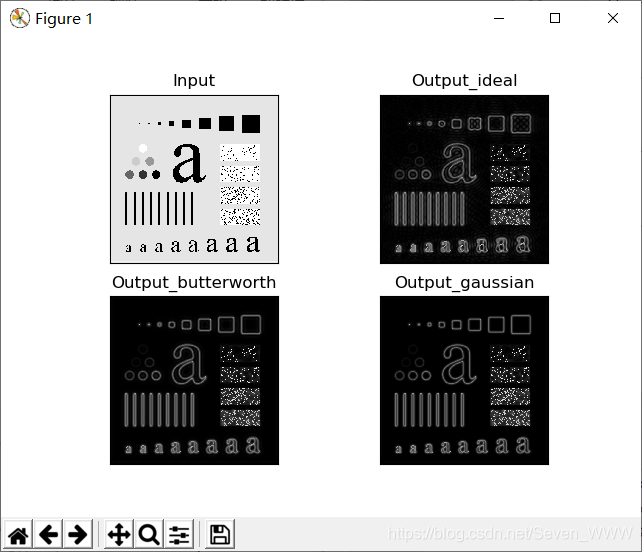 Figure 1
Input
Output_ideal
a
a
a a a a a a a a
a a a a a a a a
Output_butterworth
Output_gaussian
a
a
a a a a a a a a
a a a a a a a a
https://blog.csdn.net/Seven_WWW